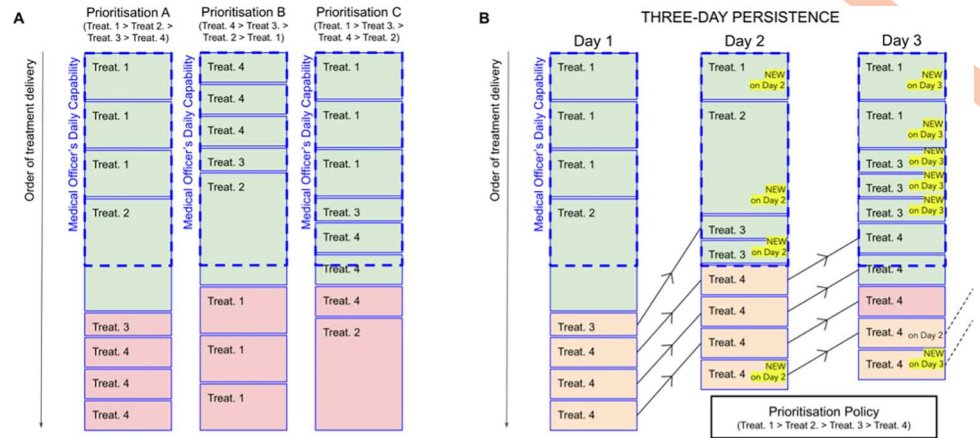 A
Prioritisation A
(Treat. 1 > Treat 2. >
Treat. 3 > Treat. 4)
Prioritisation B
(Treat. 4 > Treat 3. >
Treat. 2 > Treat. 1)
Prioritisation C
(Treat. 1 > Treat 3. >
Treat. 4 > Treat. 2)
Order of treatment delivery
Medical Officer's Daily Capability
Treat. 1
Treat. 1
Treat. 1
Treat. 2
Treat. 3
Treat. 4
Treat. 4
Treat. 4
Medical Officer's Daily Capability
Treat. 4
Treat. 4
Treat. 4
Treat. 3
Treat. 2
Treat. 1
Treat. 1
Treat. 1
Medical Officer's Daily Capability
Treat. 1
Treat. 1
Treat. 1
Treat. 3
Treat. 4
Treat. 4
Treat. 4
Treat. 2
B
THREE-DAY PERSISTENCE
Day 1
Day 2
Day 3
Order of treatment delivery
Medical Officer's Daily Capability
Treat. 1
Treat. 1
Treat. 1
Treat. 2
Treat. 3
Treat. 4
Treat. 4
Treat. 4
Treat. 1
NEW
on Day 2
Treat. 2
NEW
on Day 2
Treat. 3
Treat. 3
NEW
on Day 2
Treat. 4
Treat. 4
Treat. 4
Treat. 4
NEW
on Day 2
Treat. 1
NEW
on Day 3
Treat. 1
NEW
on Day 3
Treat. 3
NEW
on Day 3
Treat. 3
NEW
on Day 3
Treat. 3
NEW
on Day 3
Treat. 4
Treat. 4
Treat. 4
Treat. 4 on Day 2
Treat. 4
NEW
on Day 3
Prioritisation Policy
(Treat. 1 > Treat 2. > Treat. 3 > Treat. 4)